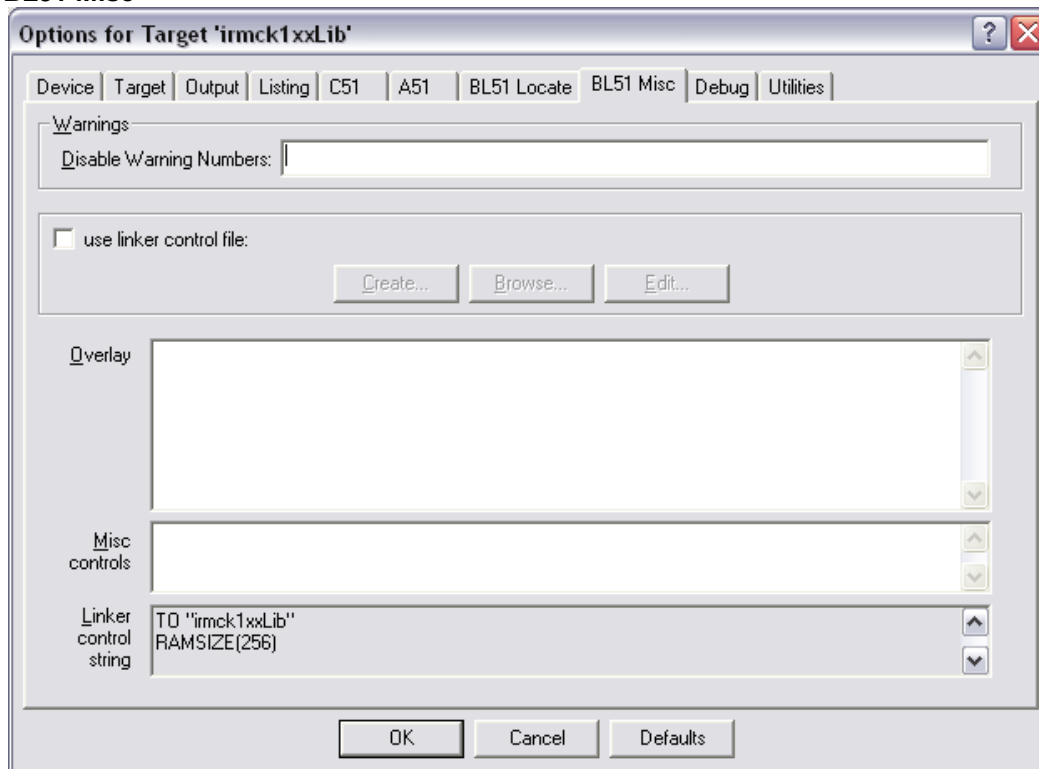 BL51 Misc
Options for Target 'irmck1xxLib'
?
Device Target Output Listing C51 A51 BL51 Locate BL51 Misc Debug Utilities
Warnings
Disable Warning Numbers:
use linker control file:
Create... Browse... Edit...
Overlay
Misc
controls
Linker
control
string
TO "irmck1xxLib"
RAMSIZE(256)
OK Cancel Defaults